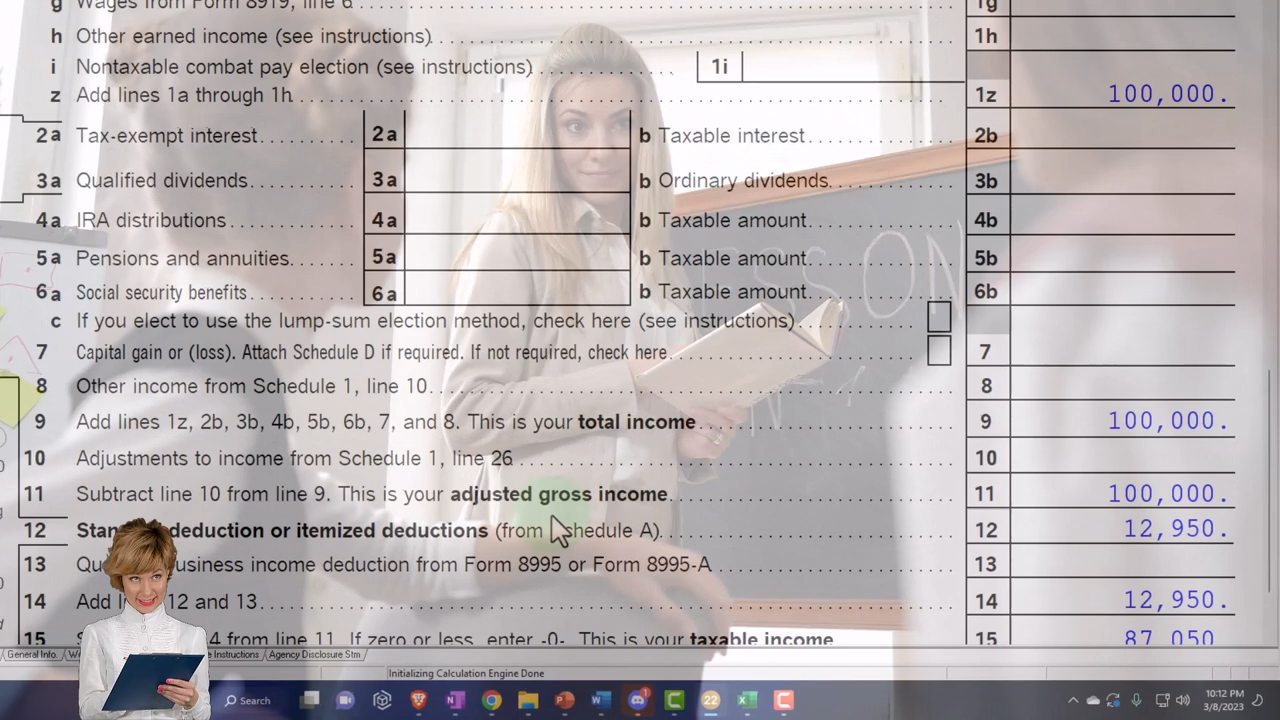 g Wages from Form 8919, line 6 1g
h Other earned income (see instructions) 1h
i Nontaxable combat pay election (see instructions) 1i
z Add lines 1a through 1h 1z 100,000.
2a Tax-exempt interest 2a b Taxable interest 2b
3a Qualified dividends 3a b Ordinary dividends 3b
4a IRA distributions 4a b Taxable amount 4b
5a Pensions and annuities 5a b Taxable amount 5b
6a Social security benefits 6a b Taxable amount 6b
c If you elect to use the lump-sum election method, check here (see instructions)
7 Capital gain or (loss). Attach Schedule D if required. If not required, check here 7
8 Other income from Schedule 1, line 10 8
9 Add lines 1z, 2b, 3b, 4b, 5b, 6b, 7, and 8. This is your total income 9 100,000.
10 Adjustments to income from Schedule 1, line 26 10
11 Subtract line 10 from line 9. This is your adjusted gross income 11 100,000.
12 deduction or itemized deductions (from Schedule A) 12 12,950.
13 business income deduction from Form 8995 or Form 8995-A 13
14 Add 12 and 13 14 12,950.
15 from line 11. If zero or less, enter -0-. This is your taxable income 15 87,050
General Info. Instructions Agency Disclosure Stm
Initializing Calculation Engine Done
Search
22
10:12 PM
3/8/2023
LESSON